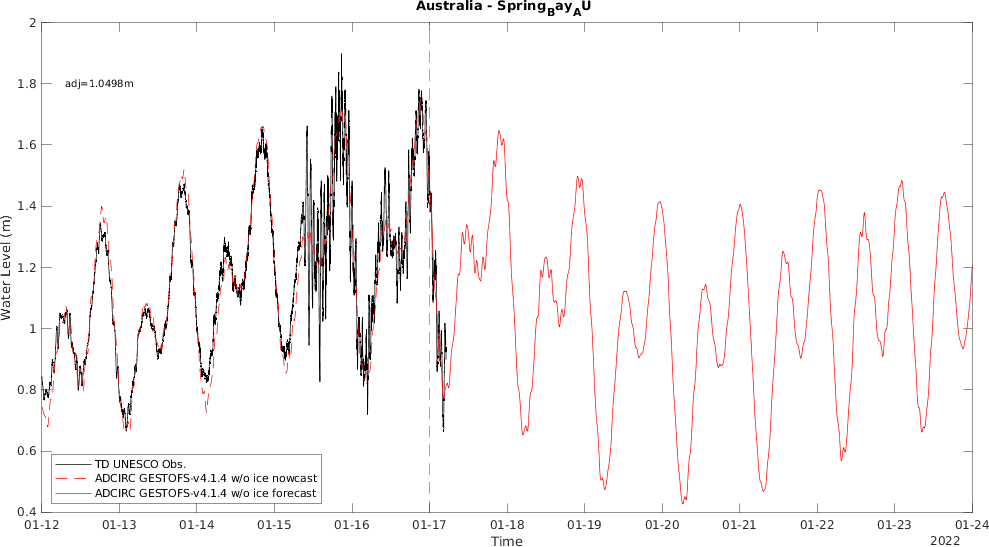 Australia - Spring_Bay_AU
2
1.8
1.6
1.4
1.2
1
0.8
0.6
0.4
Water Level (m)
adj=1.0498m
TD UNESCO Obs.
ADCIRC GESTOFS-v4.1.4 w/o ice nowcast
ADCIRC GESTOFS-v4.1.4 w/o ice forecast
01-12 01-13 01-14 01-15 01-16 01-17 01-18 01-19 01-20 01-21 01-22 01-23 01-24
Time
2022